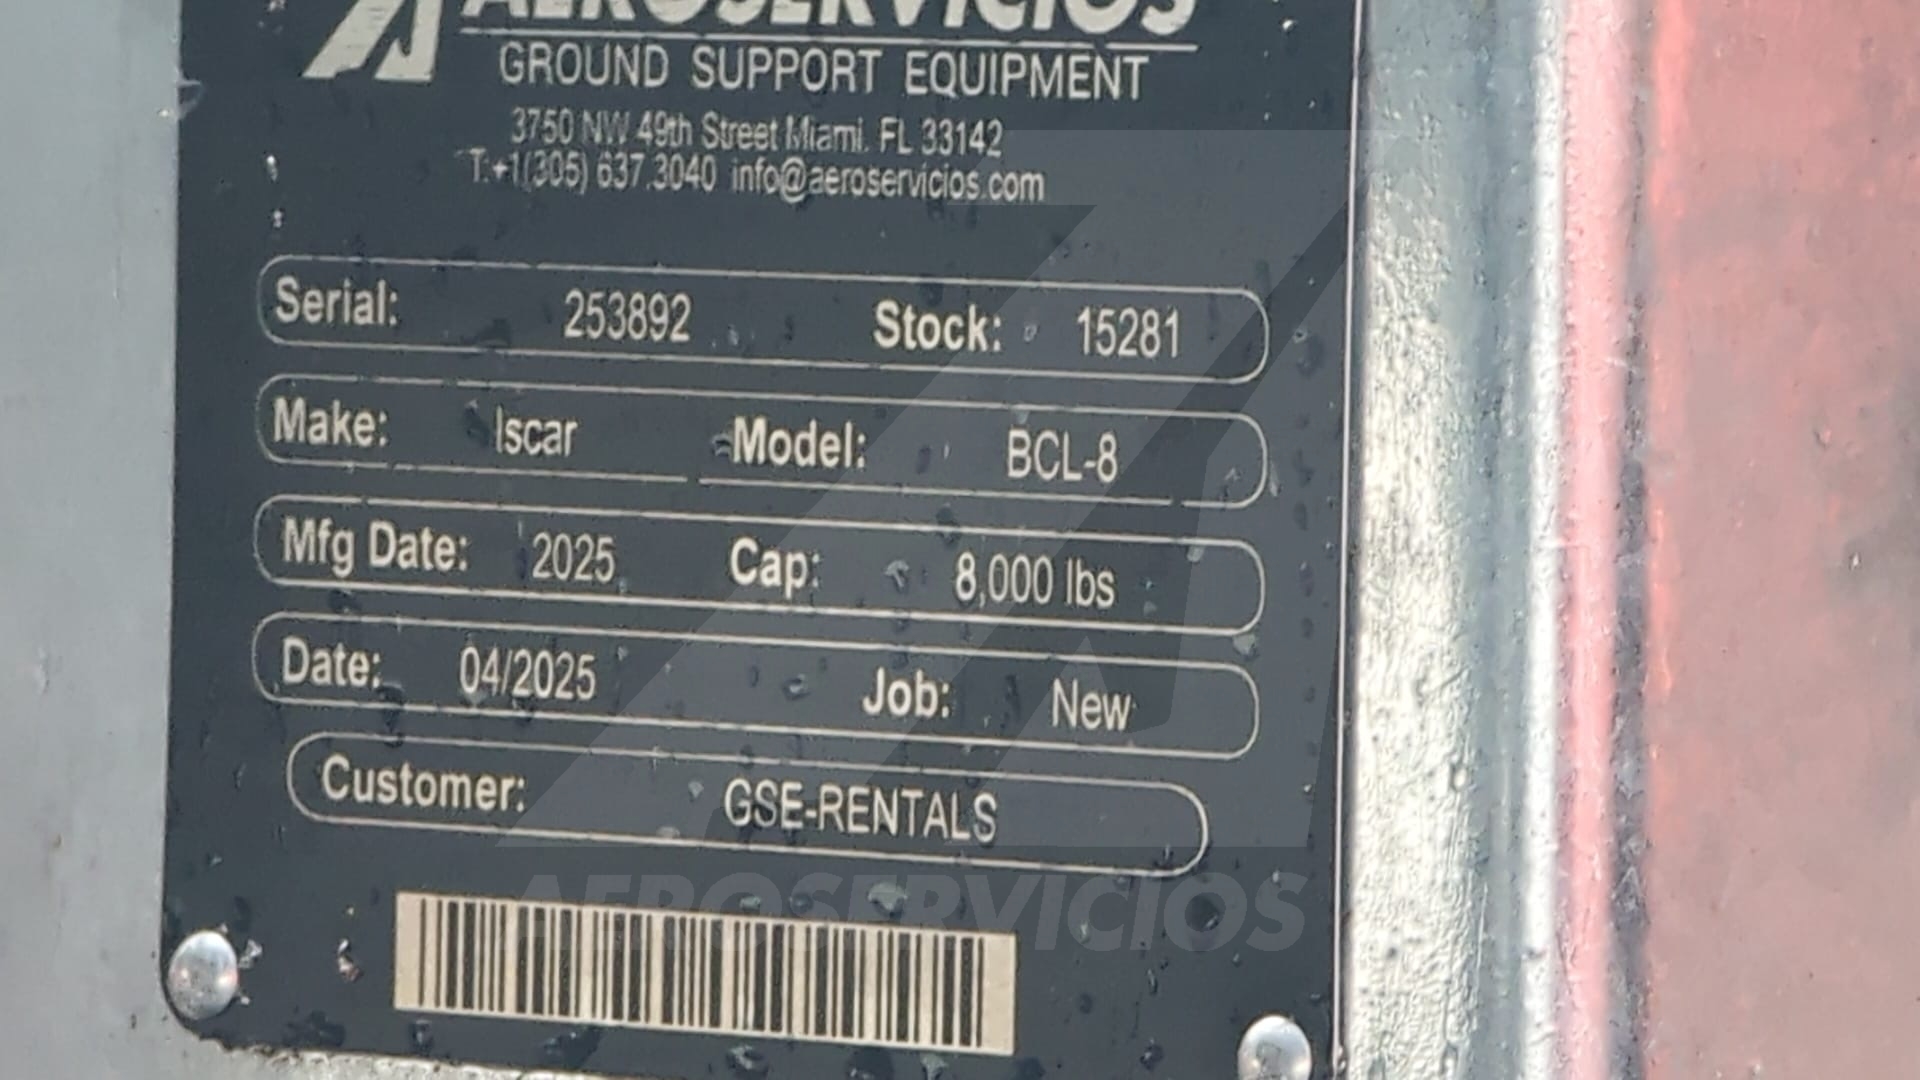 AEROSERVICIOS
GROUND SUPPORT EQUIPMENT
3750 NW 49th Street Miami. FL 33142
T:+1(305) 637.3040 info@aeroservicios.com
Serial: 253892 Stock: 15281
Make: Iscar Model: BCL-8
Mfg Date: 2025 Cap: 8,000 lbs
Date: 04/2025 Job: New
Customer: GSE-RENTALS
AEROSERVICIOS